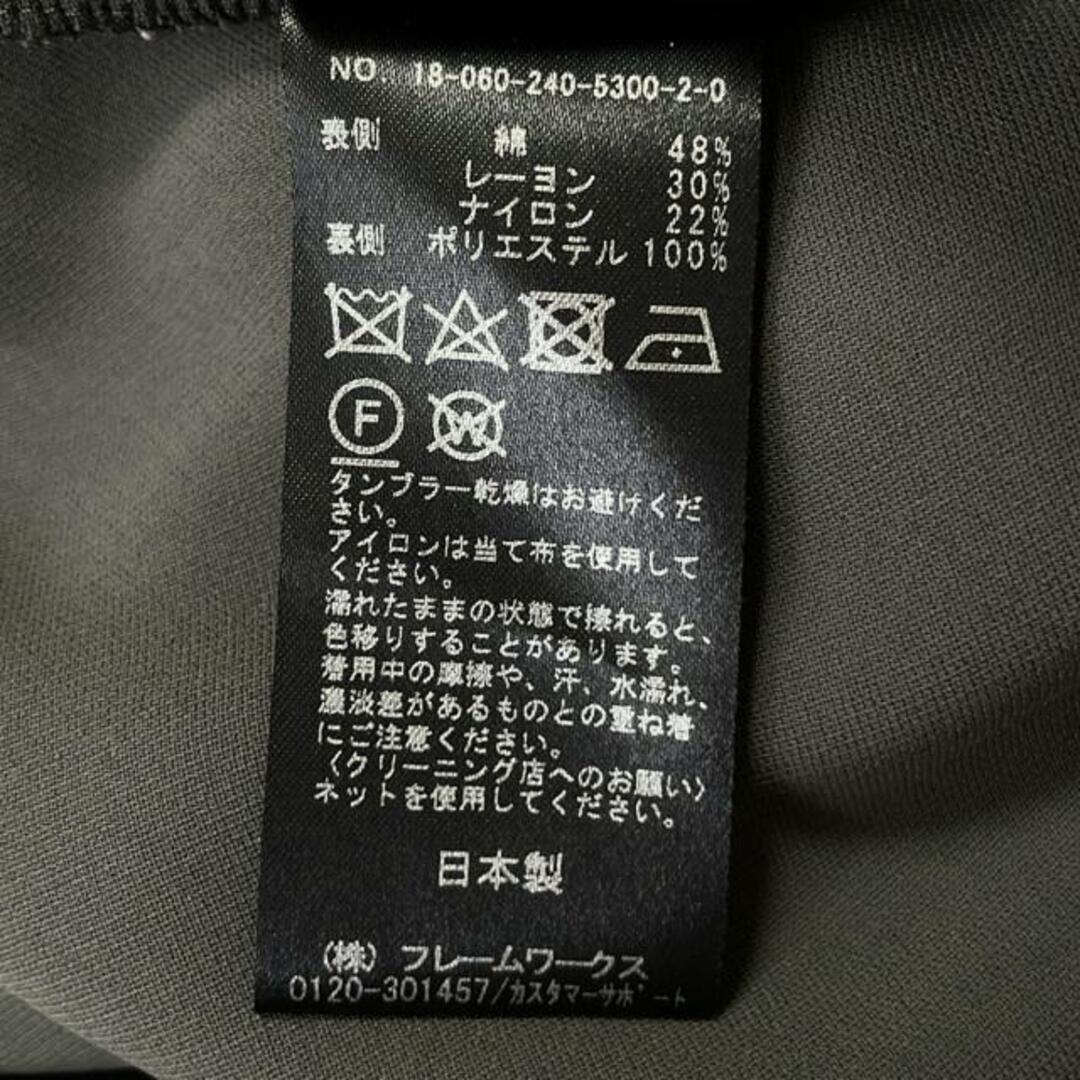 NO. 18-060-240-5300-2-0
表側 綿 48%
レーヨン 30%
ナイロン 22%
裏側 ポリエステル 100%
F W
タンブラー乾燥はお避けくだ
さい。
アイロンは当て布を使用して
ください。
濡れたままの状態で擦れると、
色移りすることがあります。
着用中の摩擦や、汗、水濡れ、
濃淡差があるものとの重ね着
にご注意ください。
〈クリーニング店へのお願い〉
ネットを使用してください。
日本製
(株) フレームワークス
0120-301457/カスタマーサポート